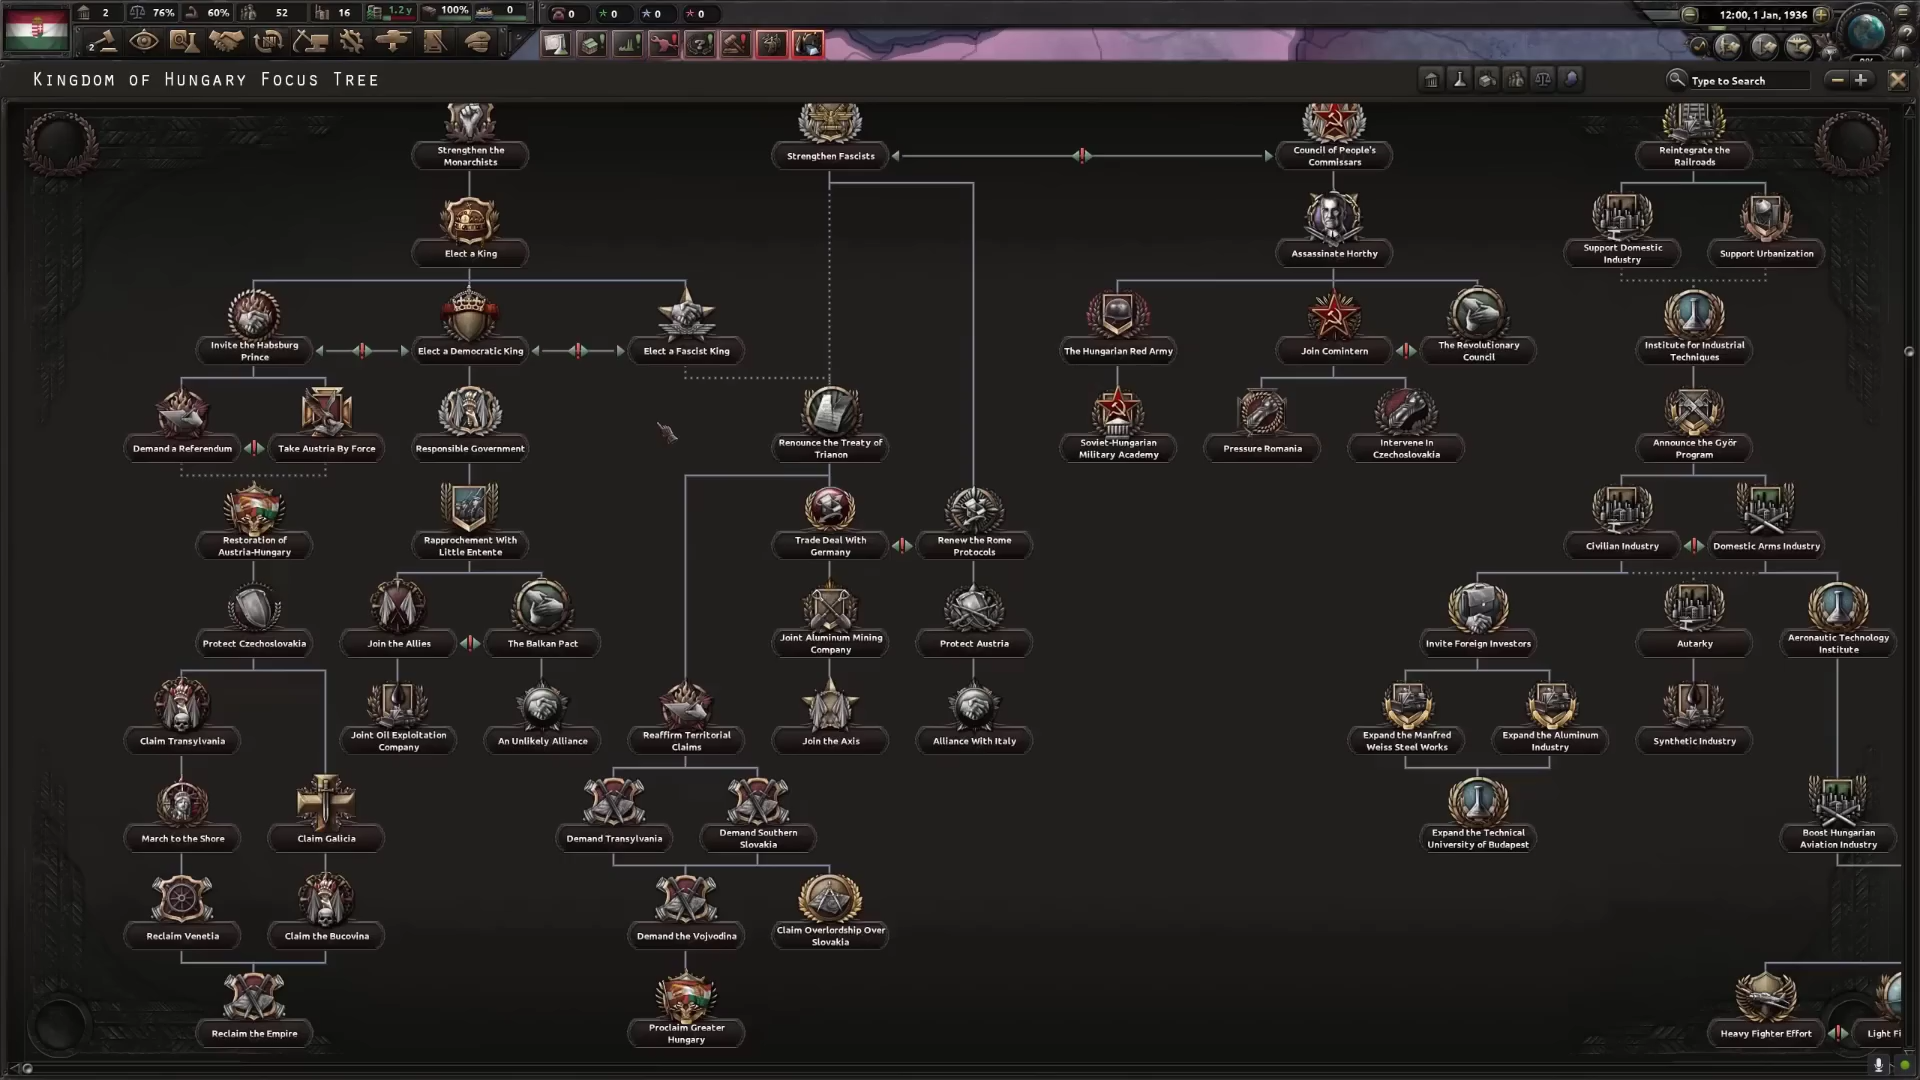 2
76%
60%
52
16
1.2y
100%
0
0
0
0
0
12:00, 1 Jan, 1936
2
Kingdom of Hungary Focus Tree
Type to Search
Strengthen the
Monarchists
Strengthen Fascists
Council of People's
Commissars
Reintegrate the
Railroads
Elect a King
Assassinate Horthy
Support Domestic
Industry
Support Urbanization
Invite the Habsburg
Prince
Elect a Democratic King
Elect a Fascist King
The Hungarian Red Army
Join Comintern
The Revolutionary
Council
Institute for Industrial
Techniques
Demand a Referendum
Take Austria By Force
Responsible Government
Renounce the Treaty of
Trianon
Soviet-Hungarian
Military Academy
Pressure Romania
Intervene In
Czechoslovakia
Announce the Győr
Program
Restoration of
Austria-Hungary
Rapprochement With
Little Entente
Trade Deal With
Germany
Renew the Rome
Protocols
Civilian Industry
Domestic Arms Industry
Protect Czechoslovakia
Join the Allies
The Balkan Pact
Joint Aluminum Mining
Company
Protect Austria
Invite Foreign Investors
Autarky
Aeronautic Technology
Institute
Claim Transylvania
Joint Oil Exploitation
Company
An Unlikely Alliance
Reaffirm Territorial
Claims
Join the Axis
Alliance With Italy
Expand the Manfred
Weiss Steel Works
Expand the Aluminum
Industry
Synthetic Industry
March to the Shore
Claim Galicia
Demand Transylvania
Demand Southern
Slovakia
Expand the Technical
University of Budapest
Boost Hungarian
Aviation Industry
Reclaim Venetia
Claim the Bucovina
Demand the Vojvodina
Claim Overlordship Over
Slovakia
Reclaim the Empire
Proclaim Greater
Hungary
Heavy Fighter Effort
Light Fi